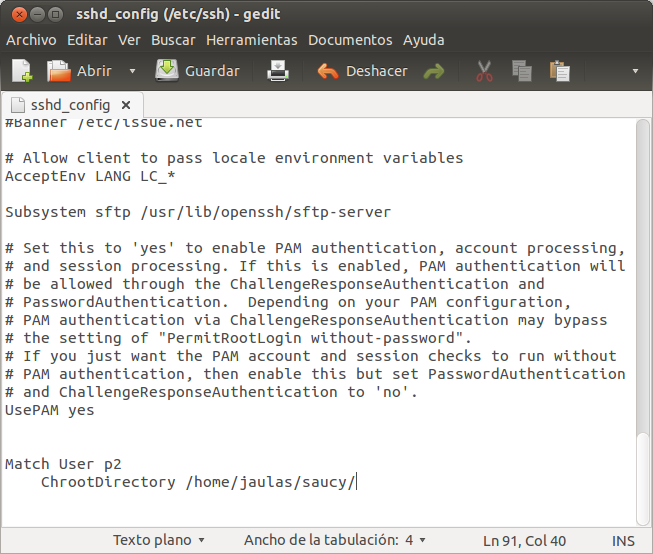 sshd_config (/etc/ssh) - gedit
Archivo Editar Ver Buscar Herramientas Documentos Ayuda
Abrir Guardar Deshacer
sshd_config
#Banner /etc/issue.net
# Allow client to pass locale environment variables
AcceptEnv LANG LC_*
Subsystem sftp /usr/lib/openssh/sftp-server
# Set this to 'yes' to enable PAM authentication, account processing,
# and session processing. If this is enabled, PAM authentication will
# be allowed through the ChallengeResponseAuthentication and
# PasswordAuthentication.  Depending on your PAM configuration,
# PAM authentication via ChallengeResponseAuthentication may bypass
# the setting of "PermitRootLogin without-password".
# If you just want the PAM account and session checks to run without
# PAM authentication, then enable this but set PasswordAuthentication
# and ChallengeResponseAuthentication to 'no'.
UsePAM yes
Match User p2
    ChrootDirectory /home/jaulas/saucy/
Texto plano Ancho de la tabulación: 4 Ln 91, Col 40 INS